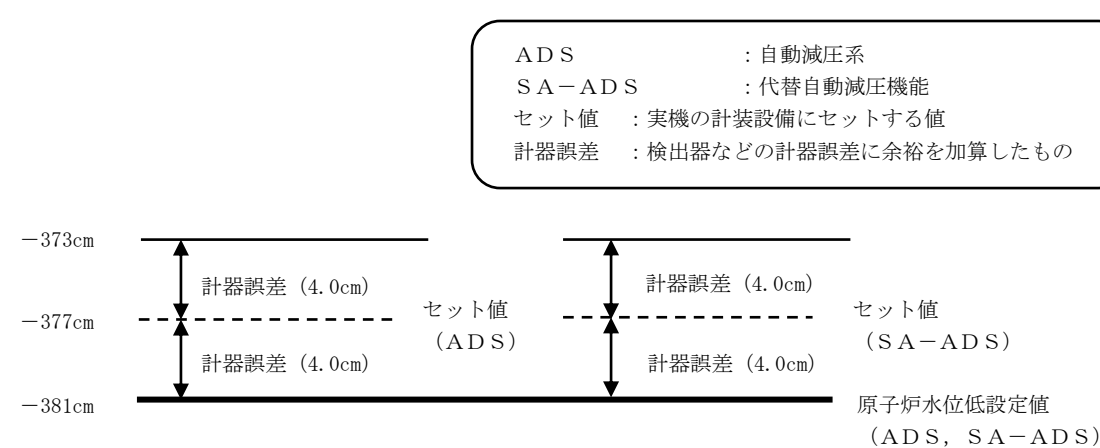 ＡＤＳ　：自動減圧系
ＳＡ－ＡＤＳ　：代替自動減圧機能
セット値　：実機の計装設備にセットする値
計器誤差　：検出器などの計器誤差に余裕を加算したもの
－373cm
計器誤差 (4.0cm)
計器誤差 (4.0cm)
セット値
（ＡＤＳ）
セット値
（ＳＡ－ＡＤＳ）
－377cm
計器誤差 (4.0cm)
計器誤差 (4.0cm)
－381cm
原子炉水位低設定値
（ＡＤＳ，ＳＡ－ＡＤＳ）